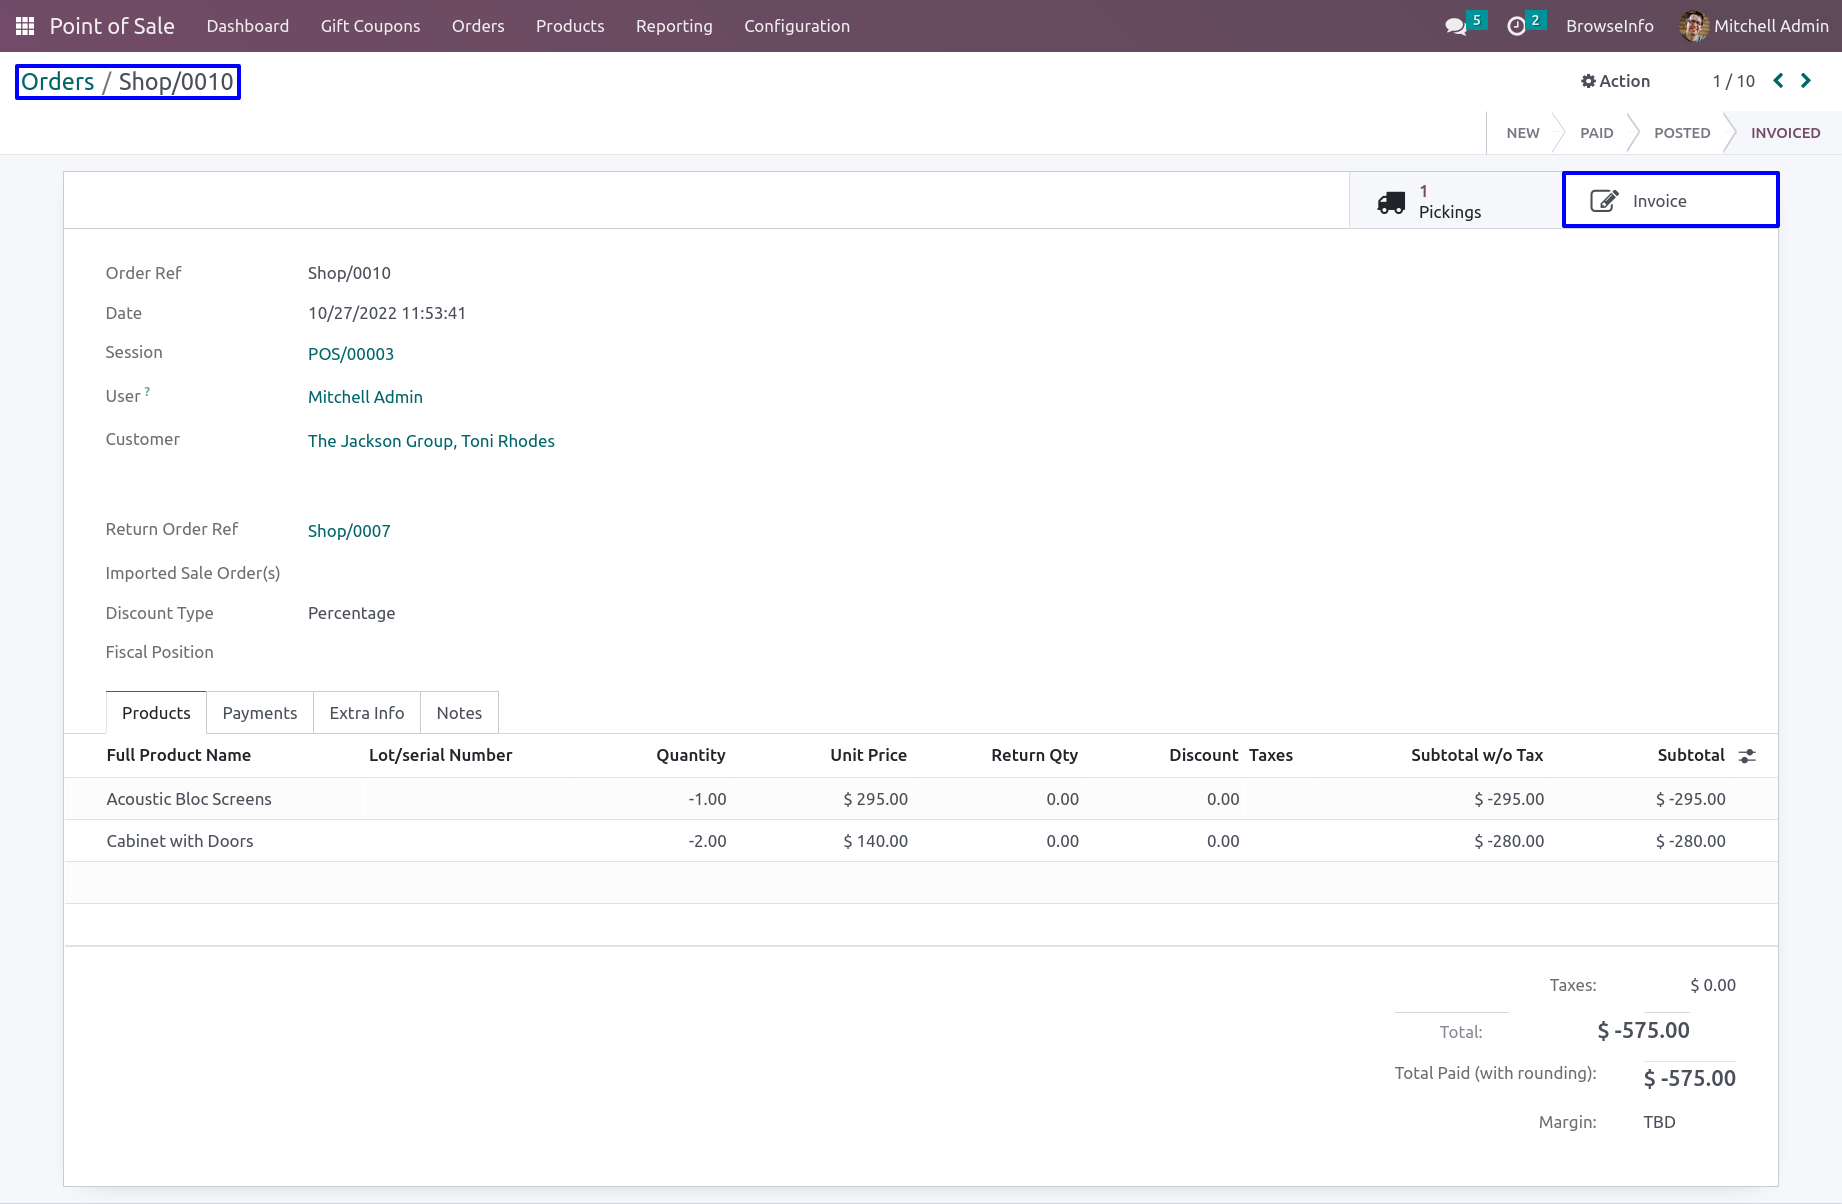 Point of Sale Dashboard Gift Coupons Orders Products Reporting Configuration 5 2 BrowseInfo Mitchell Admin
Orders / Shop/0010 Action 1 / 10
NEW PAID POSTED INVOICED
1
Pickings
Invoice
Order Ref Shop/0010
Date 10/27/2022 11:53:41
Session POS/00003
User ? Mitchell Admin
Customer The Jackson Group, Toni Rhodes
Return Order Ref Shop/0007
Imported Sale Order(s)
Discount Type Percentage
Fiscal Position
Products Payments Extra Info Notes
Full Product Name Lot/serial Number Quantity Unit Price Return Qty Discount Taxes Subtotal w/o Tax Subtotal
Acoustic Bloc Screens -1.00 $ 295.00 0.00 0.00 $ -295.00 $ -295.00
Cabinet with Doors -2.00 $ 140.00 0.00 0.00 $ -280.00 $ -280.00
Taxes: $ 0.00
Total: $ -575.00
Total Paid (with rounding): $ -575.00
Margin: TBD